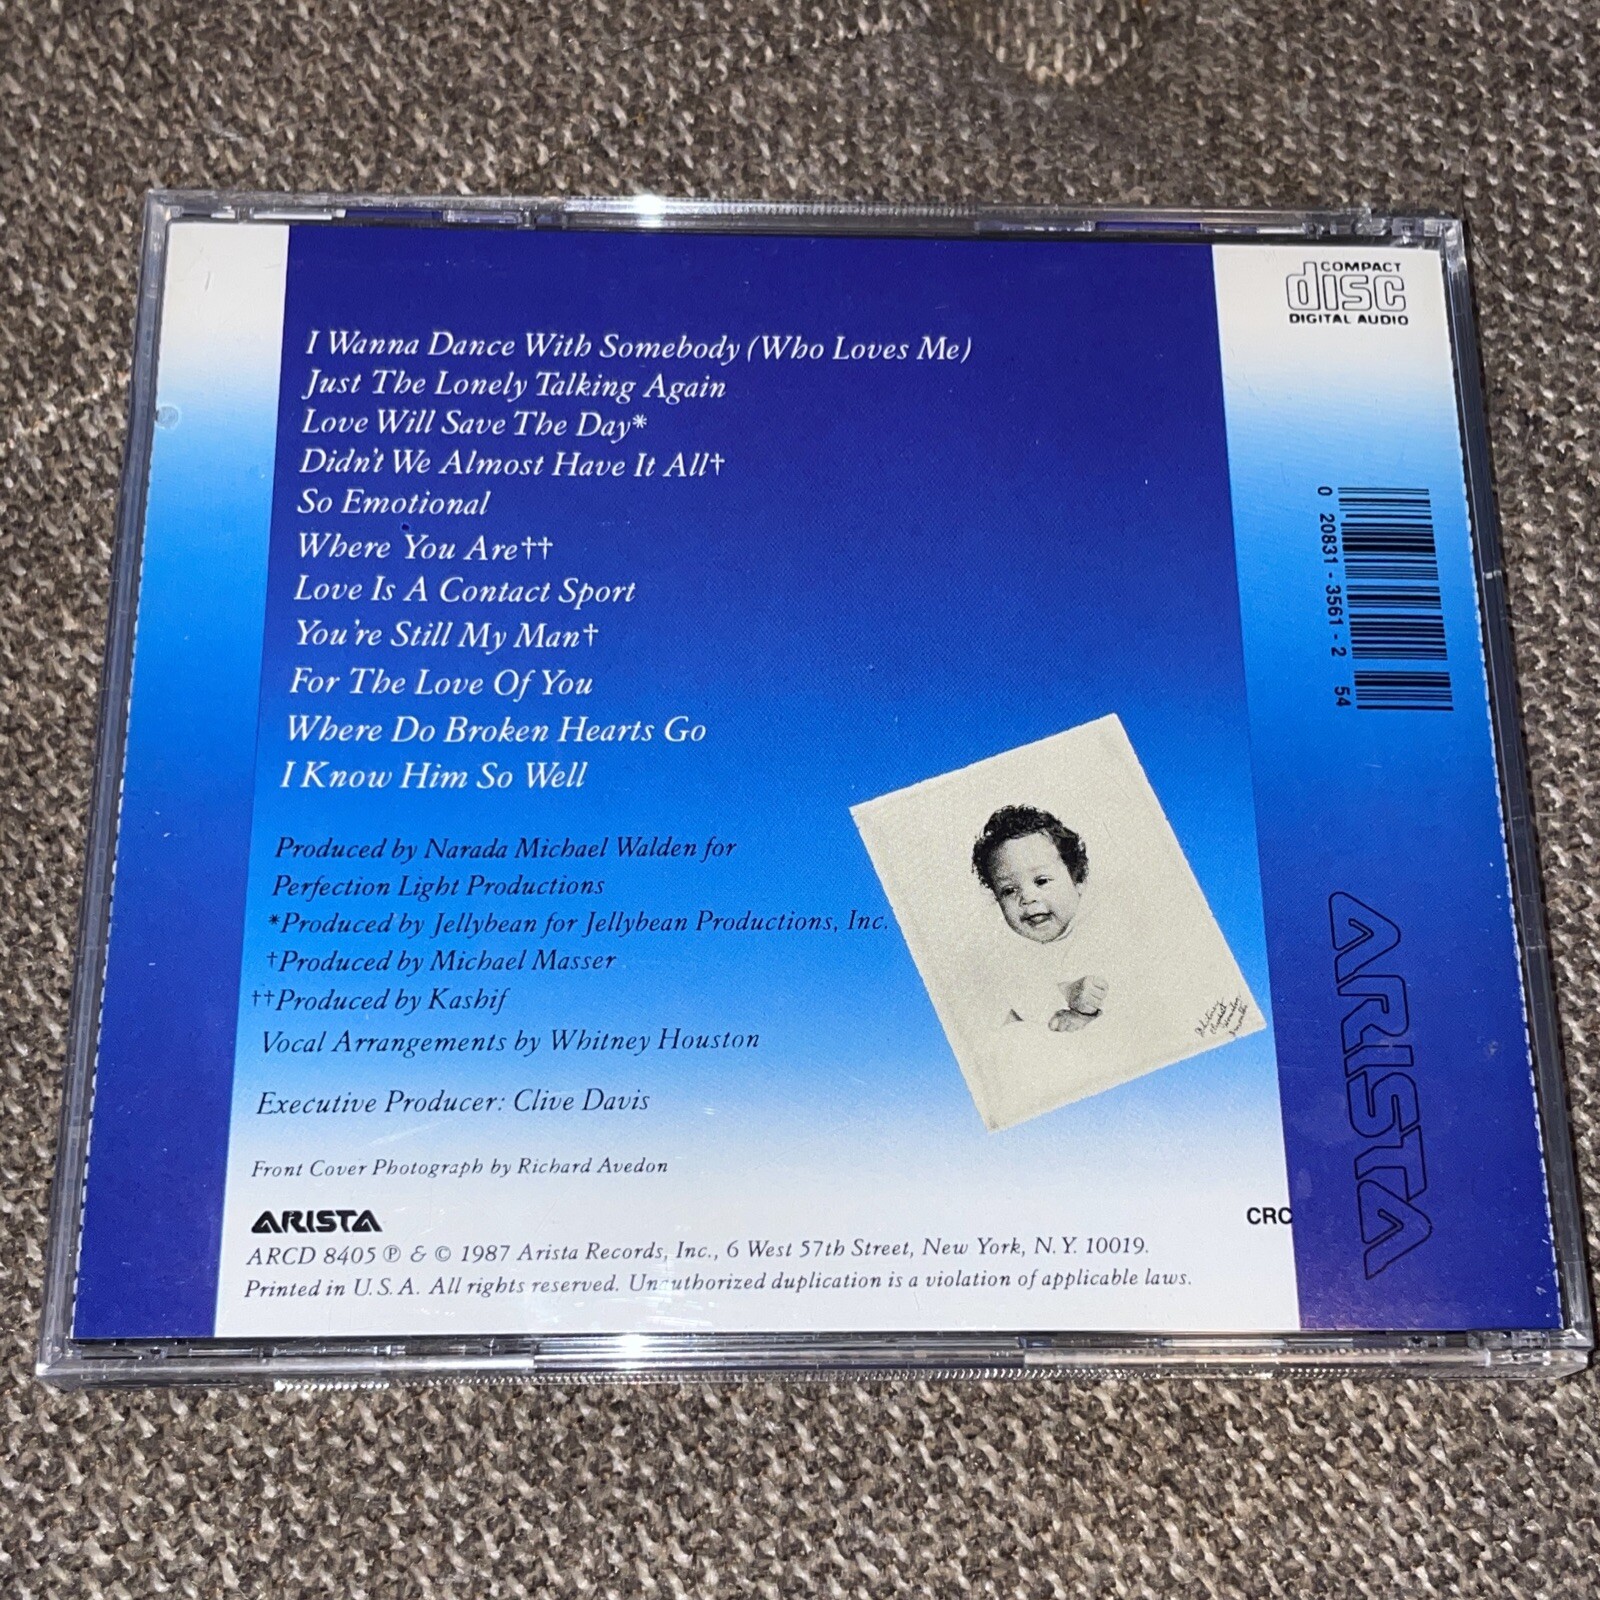 COMPACT
disc
DIGITAL AUDIO
I Wanna Dance With Somebody (Who Loves Me)
Just The Lonely Talking Again
Love Will Save The Day*
Didn't We Almost Have It All†
So Emotional
Where You Are††
Love Is A Contact Sport
You're Still My Man†
For The Love Of You
Where Do Broken Hearts Go
I Know Him So Well
0 20831-3561-2 54
Produced by Narada Michael Walden for
Perfection Light Productions
*Produced by Jellybean for Jellybean Productions, Inc.
†Produced by Michael Masser
††Produced by Kashif
Vocal Arrangements by Whitney Houston
Executive Producer: Clive Davis
Front Cover Photograph by Richard Avedon
Whitney
Houston
ARISTA
CRC
ARCD 8405 Ⓟ & © 1987 Arista Records, Inc., 6 West 57th Street, New York, N.Y. 10019.
Printed in U.S.A. All rights reserved. Unauthorized duplication is a violation of applicable laws.
ARISTA